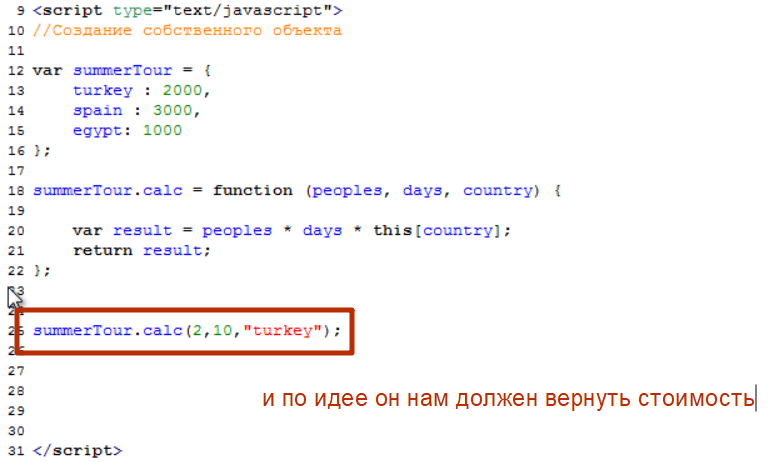 9 <script type="text/javascript">
10 //Создание собственного объекта
11
12 var summerTour = {
13 turkey : 2000,
14 spain : 3000,
15 egypt: 1000
16 };
17
18 summerTour.calc = function (peoples, days, country) {
19
20 var result = peoples * days * this[country];
21 return result;
22 };
23
24
25 summerTour.calc(2,10,"turkey");
26
27
28
и по идее он нам должен вернуть стоимость
29
30
31 </script>